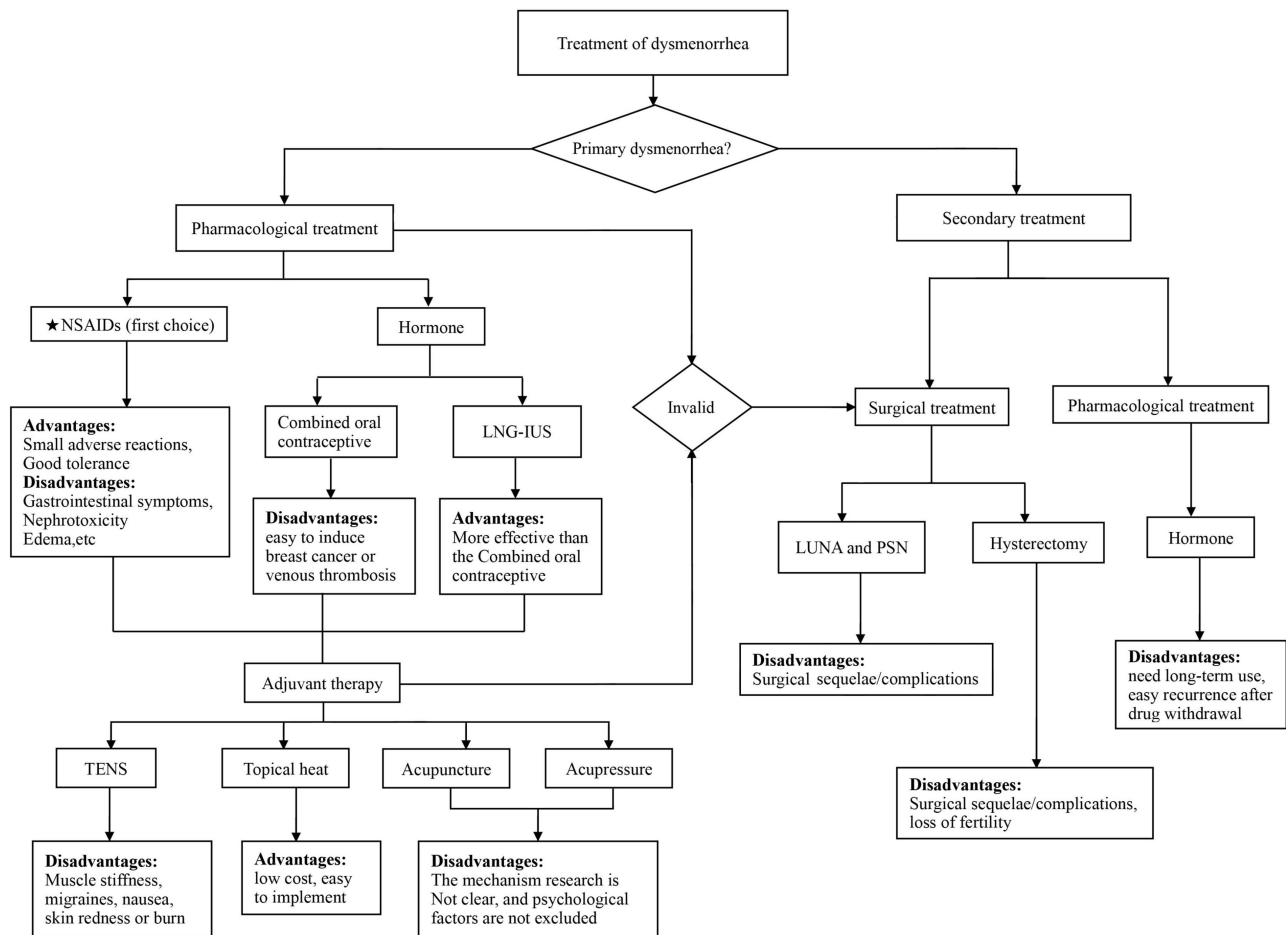 Treatment of dysmenorrhea
Primary dysmenorrhea?
Pharmacological treatment
Secondary treatment
★NSAIDs (first choice)
Hormone
Advantages:
Small adverse reactions,
Good tolerance
Disadvantages:
Gastrointestinal symptoms,
Nephrotoxicity
Edema,etc
Combined oral
contraceptive
LNG-IUS
Invalid
Surgical treatment
Pharmacological treatment
Disadvantages:
easy to induce
breast cancer or
venous thrombosis
Advantages:
More effective than
the Combined oral
contraceptive
LUNA and PSN
Hysterectomy
Hormone
Adjuvant therapy
Disadvantages:
Surgical sequelae/complications
Disadvantages:
need long-term use,
easy recurrence after
drug withdrawal
TENS
Topical heat
Acupuncture
Acupressure
Disadvantages:
Surgical sequelae/complications,
loss of fertility
Disadvantages:
Muscle stiffness,
migraines, nausea,
skin redness or burn
Advantages:
low cost, easy
to implement
Disadvantages:
The mechanism research is
Not clear, and psychological
factors are not excluded